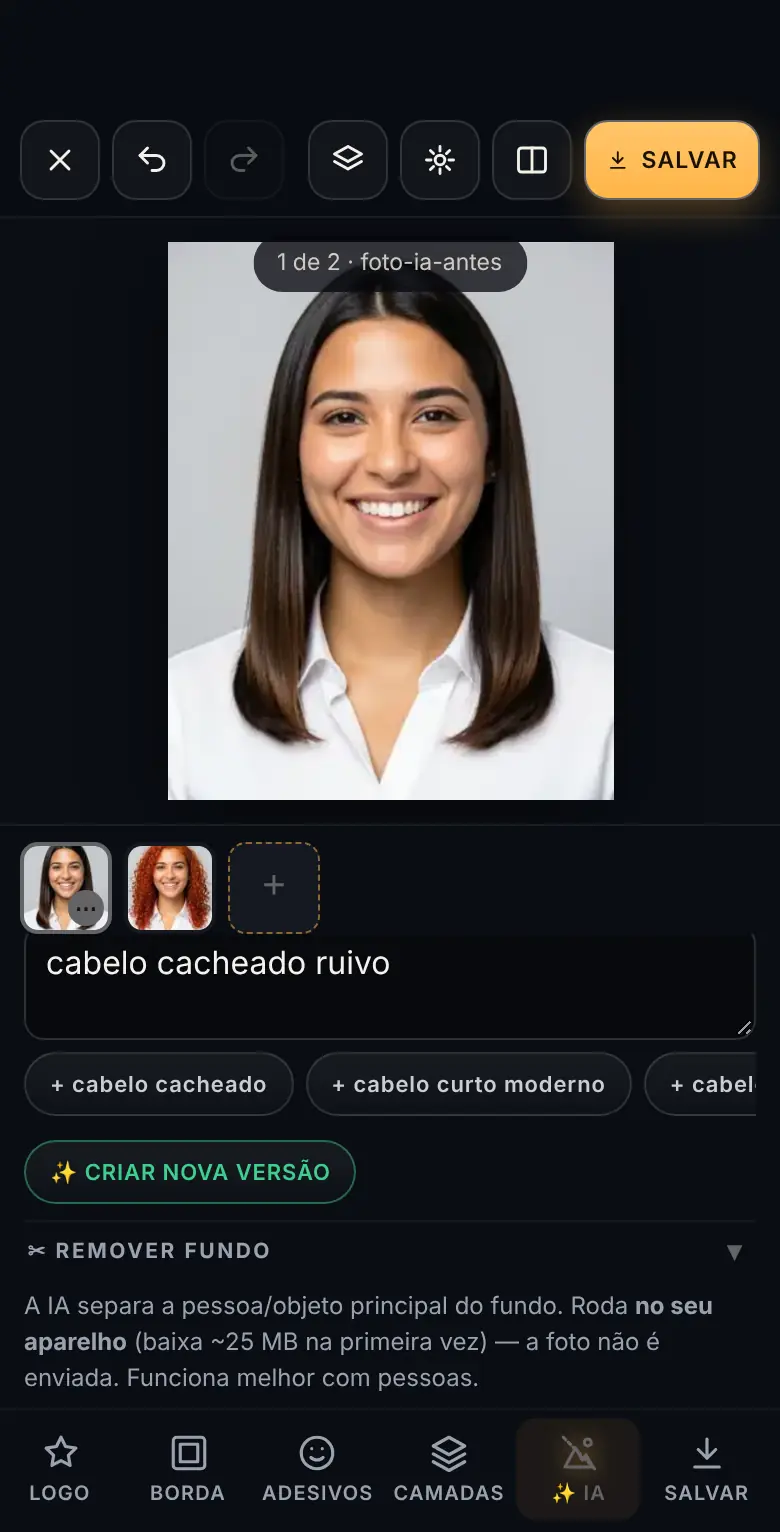 SALVAR
1 de 2 · foto-ia-antes
cabelo cacheado ruivo
+ cabelo cacheado
+ cabelo curto moderno
+ cabel
✨ CRIAR NOVA VERSÃO
✂ REMOVER FUNDO ▼
A IA separa a pessoa/objeto principal do fundo. Roda no seu
aparelho (baixa ~25 MB na primeira vez) — a foto não é
enviada. Funciona melhor com pessoas.
LOGO
BORDA
ADESIVOS
CAMADAS
✨ IA
SALVAR